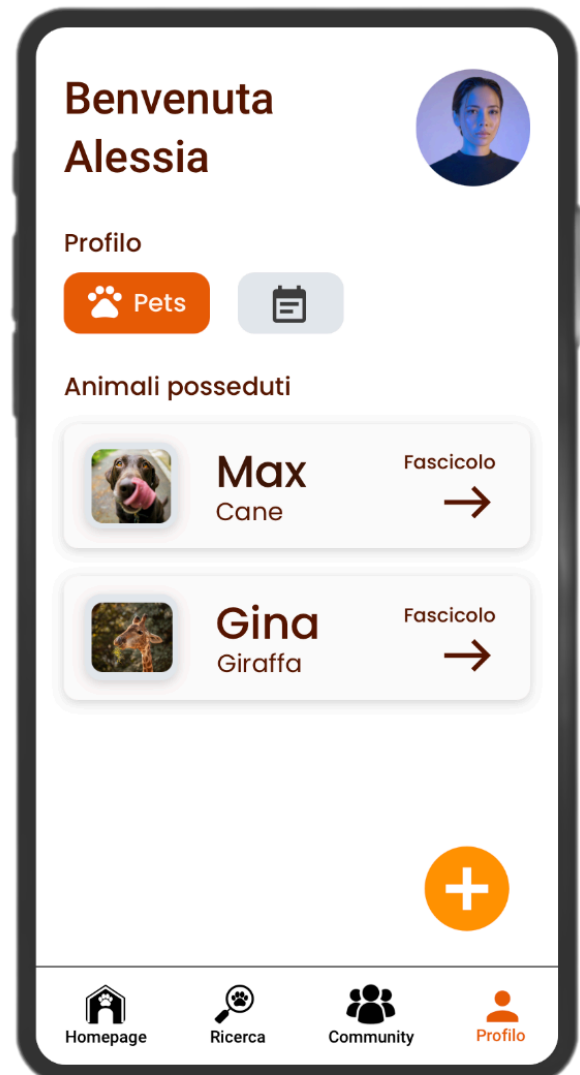 Benvenuta
Alessia
Profilo
Pets
Animali posseduti
Max
Cane
Fascicolo
Gina
Giraffa
Fascicolo
Homepage
Ricerca
Community
Profilo